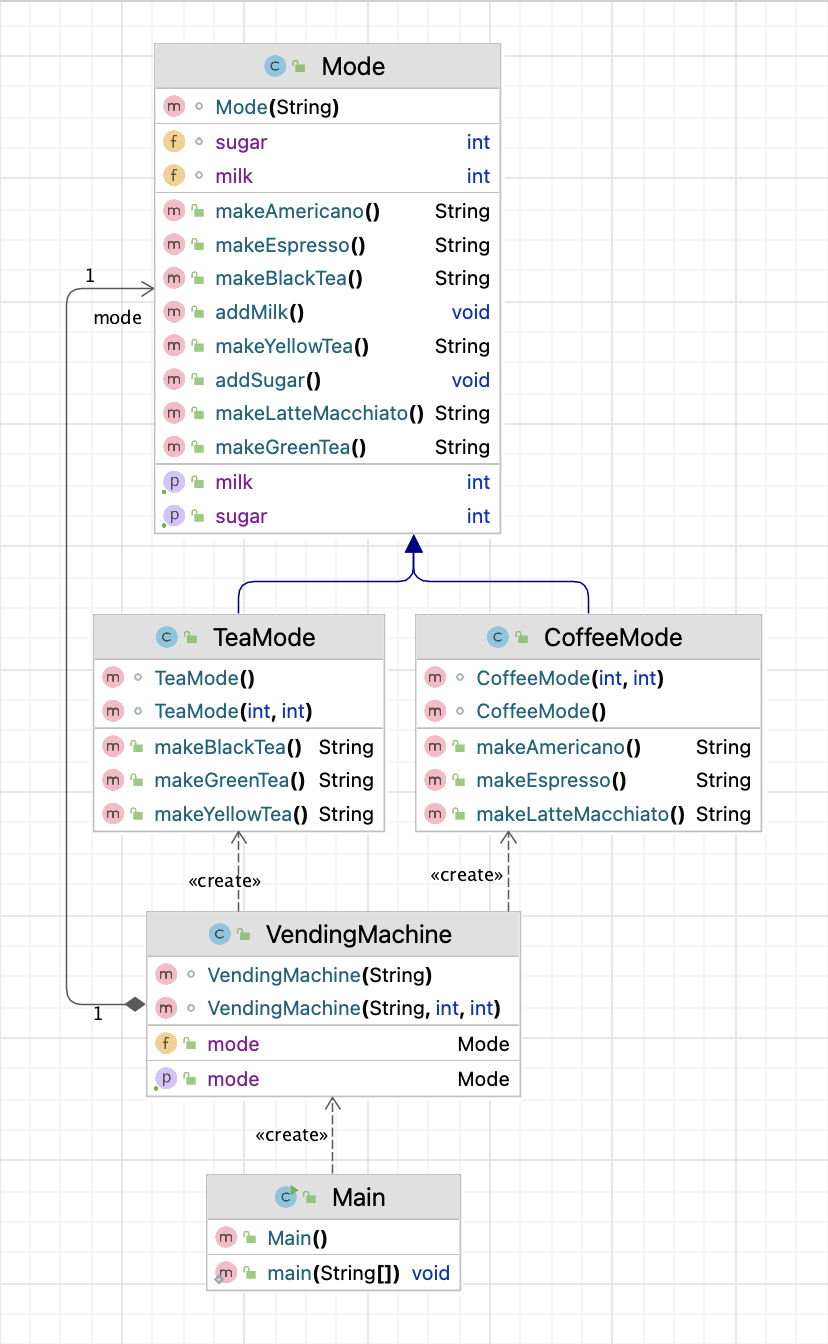 Mode
Mode(String)
sugar int
milk int
makeAmericano() String
makeEspresso() String
makeBlackTea() String
addMilk() void
makeYellowTea() String
addSugar() void
makeLatteMacchiato() String
makeGreenTea() String
milk int
sugar int
1
mode
TeaMode
TeaMode()
TeaMode(int, int)
makeBlackTea() String
makeGreenTea() String
makeYellowTea() String
CoffeeMode
CoffeeMode(int, int)
CoffeeMode()
makeAmericano() String
makeEspresso() String
makeLatteMacchiato() String
«create»
«create»
VendingMachine
VendingMachine(String)
VendingMachine(String, int, int)
mode Mode
mode Mode
1
«create»
Main
Main()
main(String[]) void